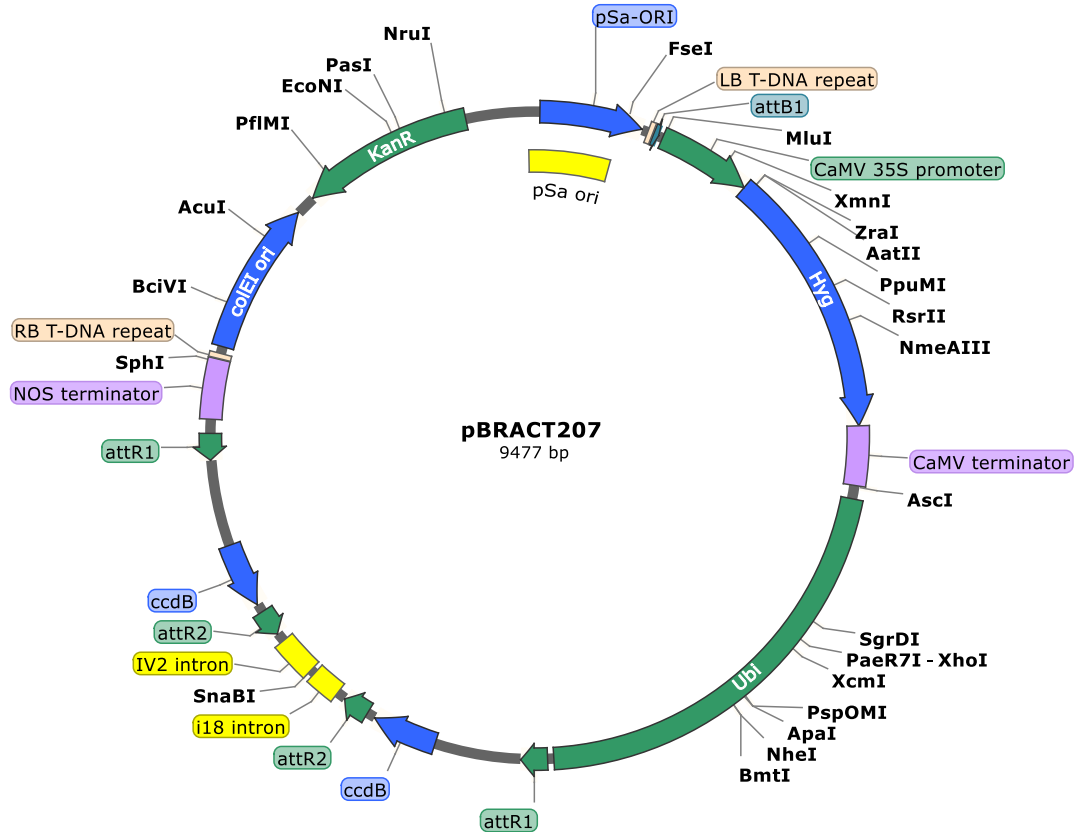 pSa-ORI
FseI
LB T-DNA repeat
attB1
MluI
CaMV 35S promoter
XmnI
ZraI
AatII
PpuMI
RsrII
NmeAIII
Hyg
CaMV terminator
AscI
SgrDI
PaeR7I - XhoI
XcmI
Ubi
PspOMI
ApaI
NheI
BmtI
attR1
ccdB
attR2
i18 intron
SnaBI
IV2 intron
attR2
ccdB
attR1
NOS terminator
SphI
RB T-DNA repeat
BciVI
colEI ori
AcuI
PflMI
EcoNI
PasI
NruI
KanR
pSa ori
pBRACT207
9477 bp